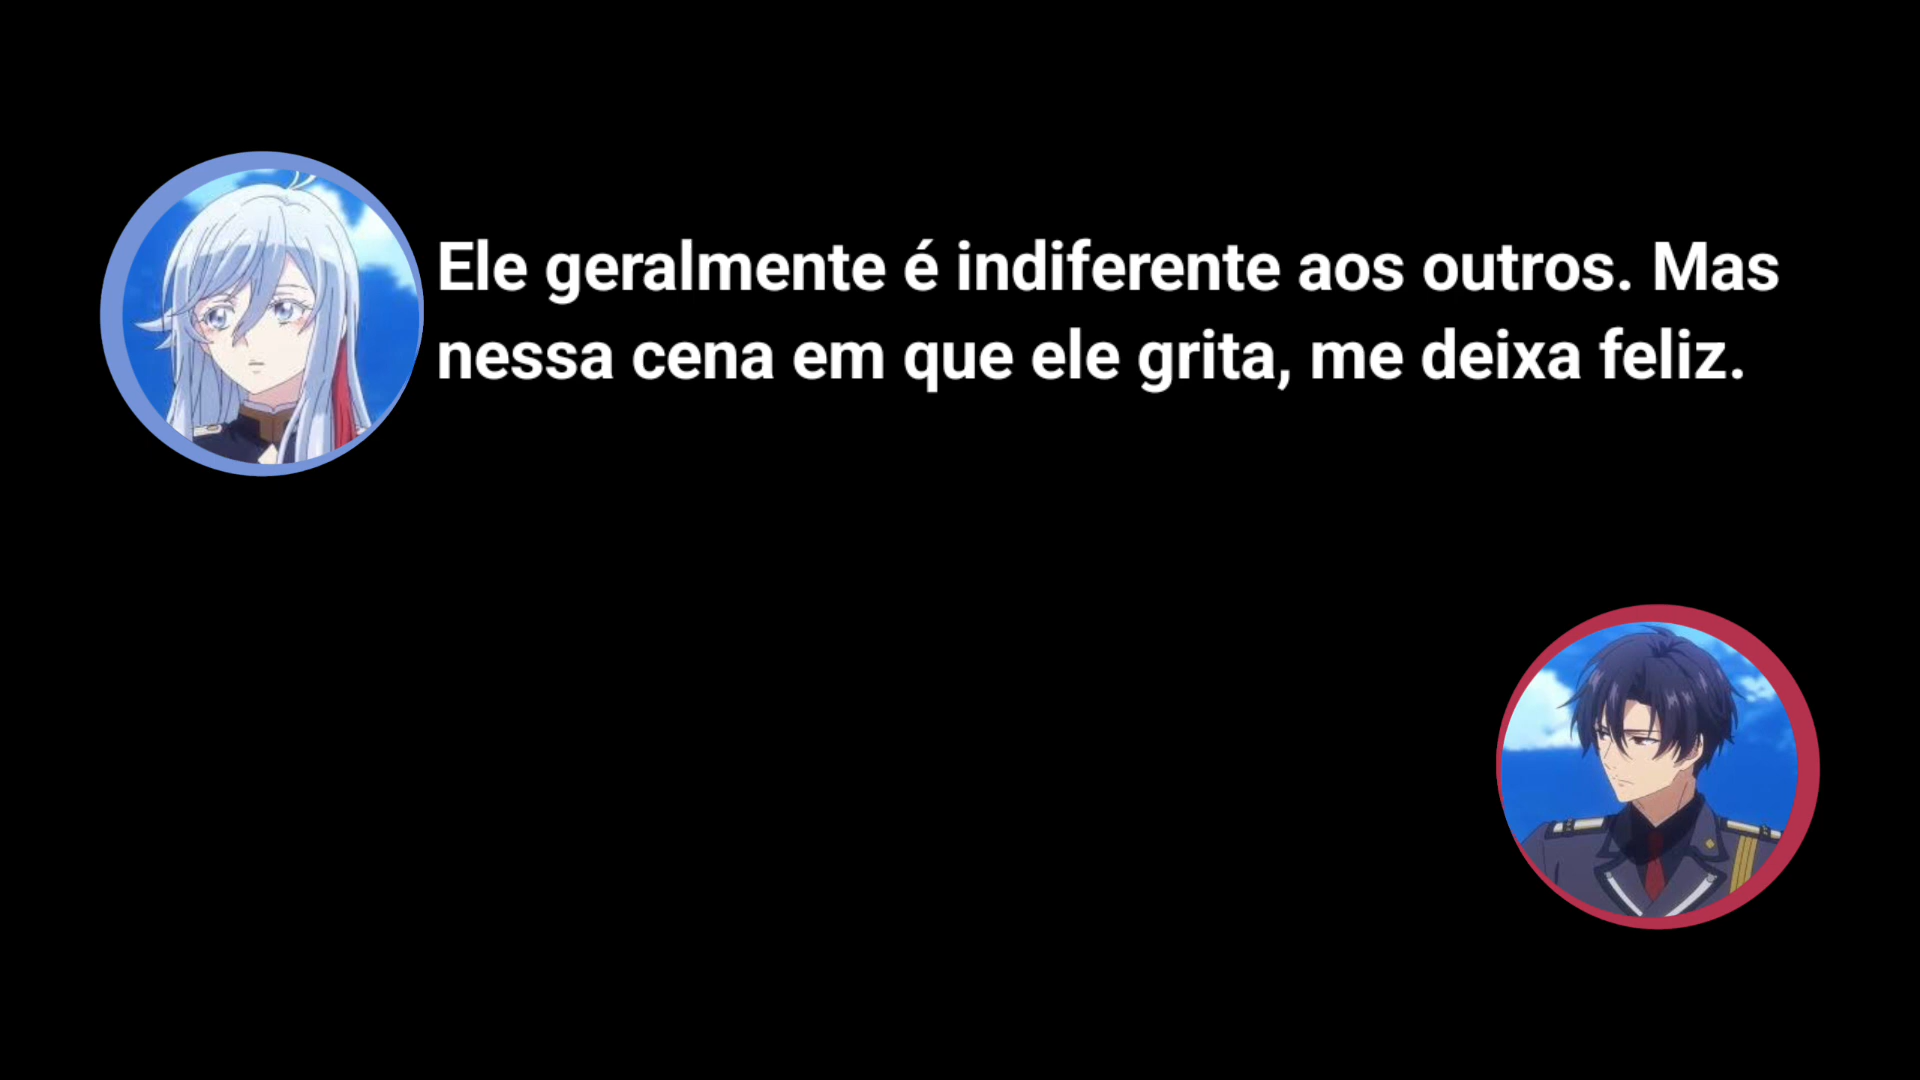 Ele geralmente é indiferente aos outros. Mas
nessa cena em que ele grita, me deixa feliz.